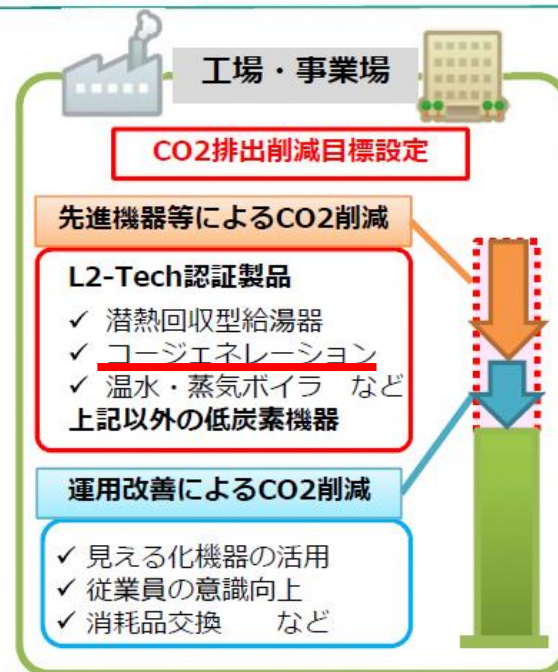 工場・事業場
CO2排出削減目標設定
先進機器等によるCO2削減
L2-Tech認証製品
✓ 潜熱回収型給湯器
✓ コージェネレーション
✓ 温水・蒸気ボイラ など
上記以外の低炭素機器
運用改善によるCO2削減
✓ 見える化機器の活用
✓ 従業員の意識向上
✓ 消耗品交換 など